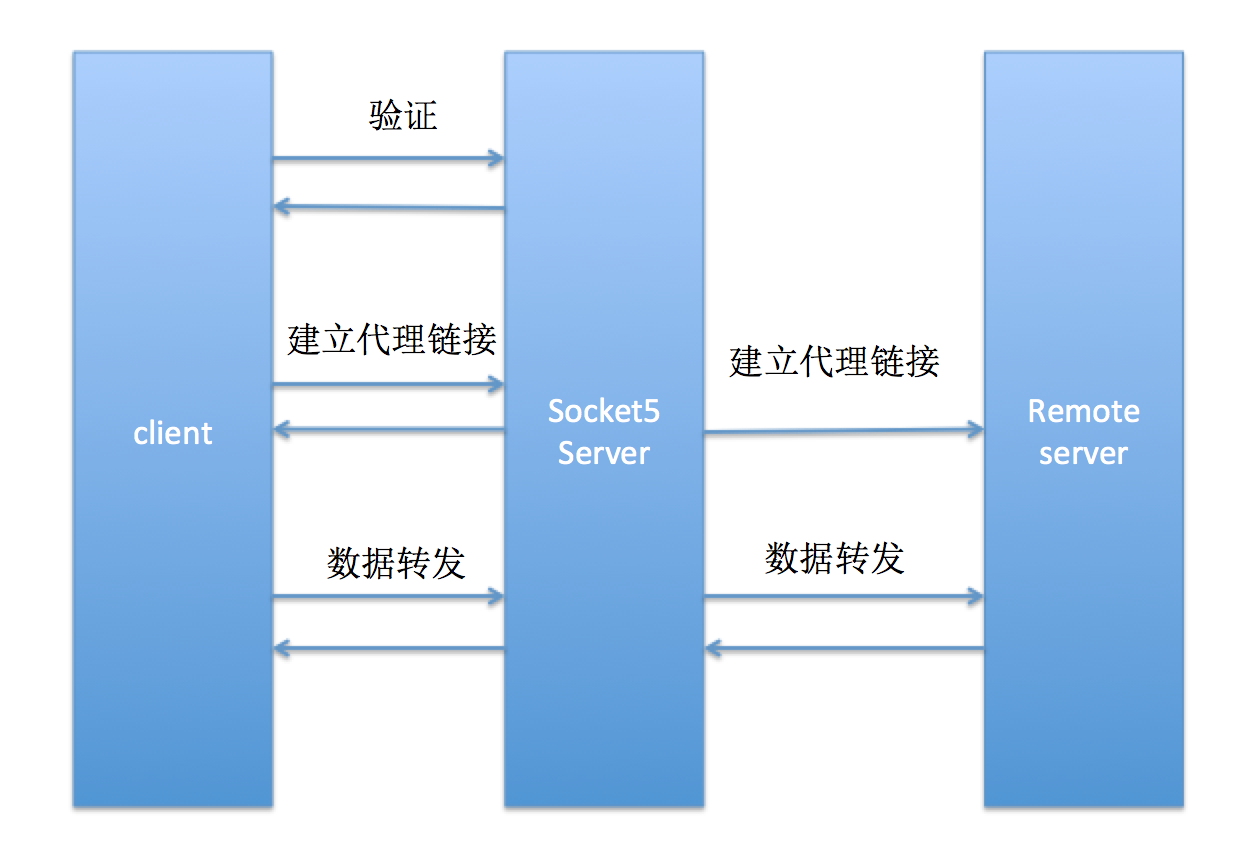 验证
建立代理链接
建立代理链接
client
Socket5
Server
Remote
server
数据转发
数据转发